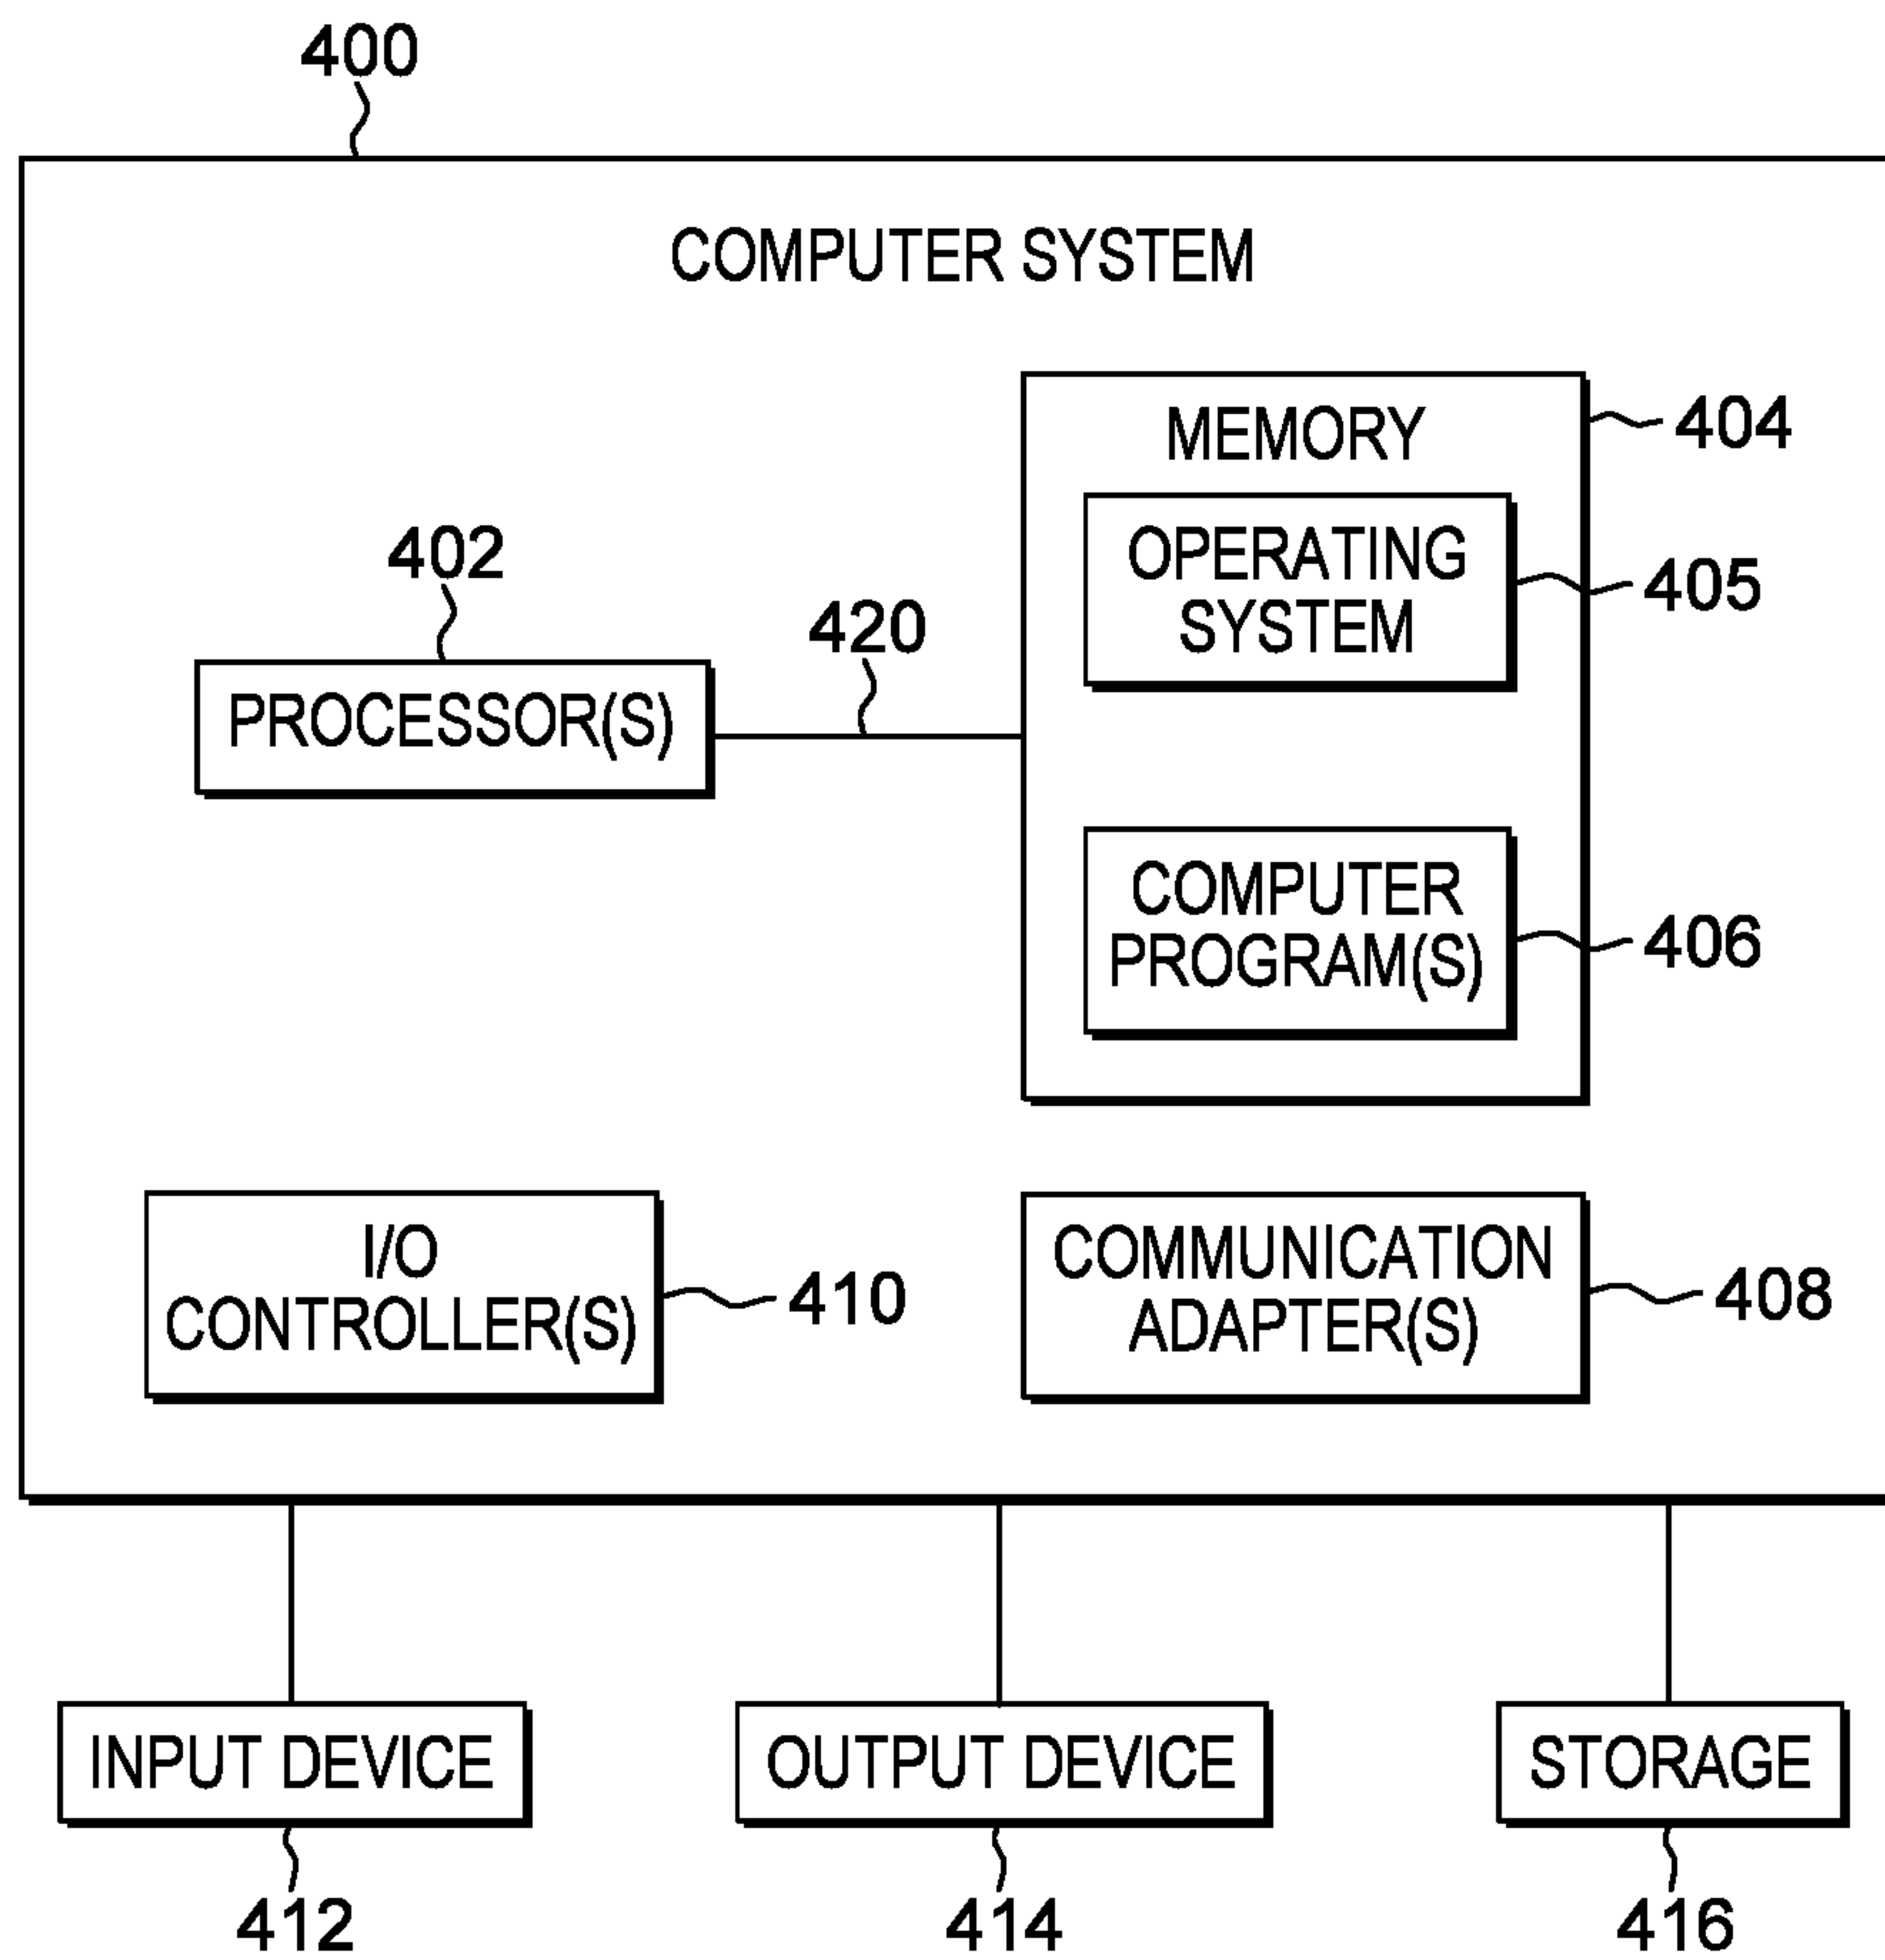 400
COMPUTER SYSTEM
MEMORY
404
OPERATING
SYSTEM
405
402
420
PROCESSOR(S)
COMPUTER
PROGRAM(S)
406
I/O
CONTROLLER(S)
410
COMMUNICATION
ADAPTER(S)
408
INPUT DEVICE
OUTPUT DEVICE
STORAGE
412
414
416